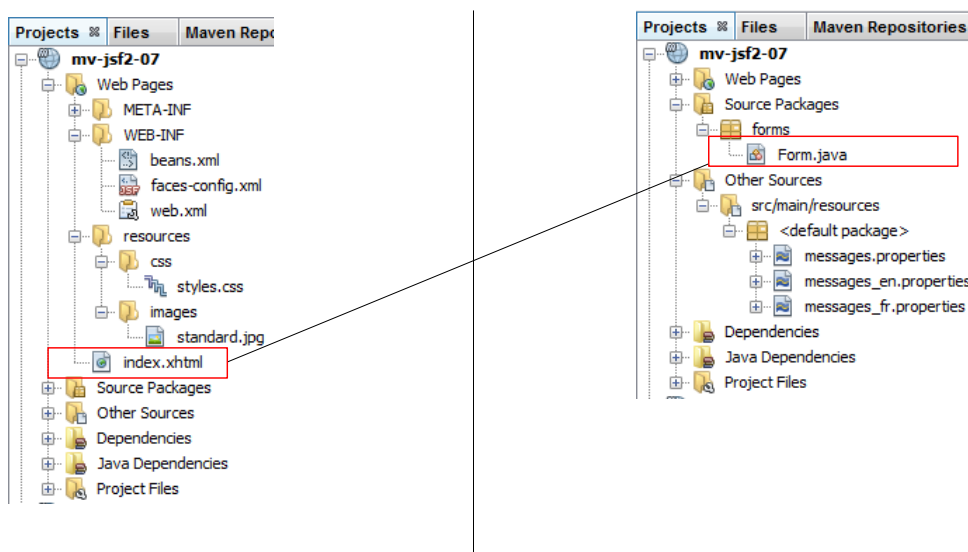 Projects Files Maven Repo
mv-jsf2-07
Web Pages
META-INF
WEB-INF
beans.xml
faces-config.xml
web.xml
resources
css
styles.css
images
standard.jpg
index.xhtml
Source Packages
Other Sources
Dependencies
Java Dependencies
Project Files
Projects Files Maven Repositories
mv-jsf2-07
Web Pages
Source Packages
forms
Form.java
Other Sources
src/main/resources
<default package>
messages.properties
messages_en.properties
messages_fr.properties
Dependencies
Java Dependencies
Project Files